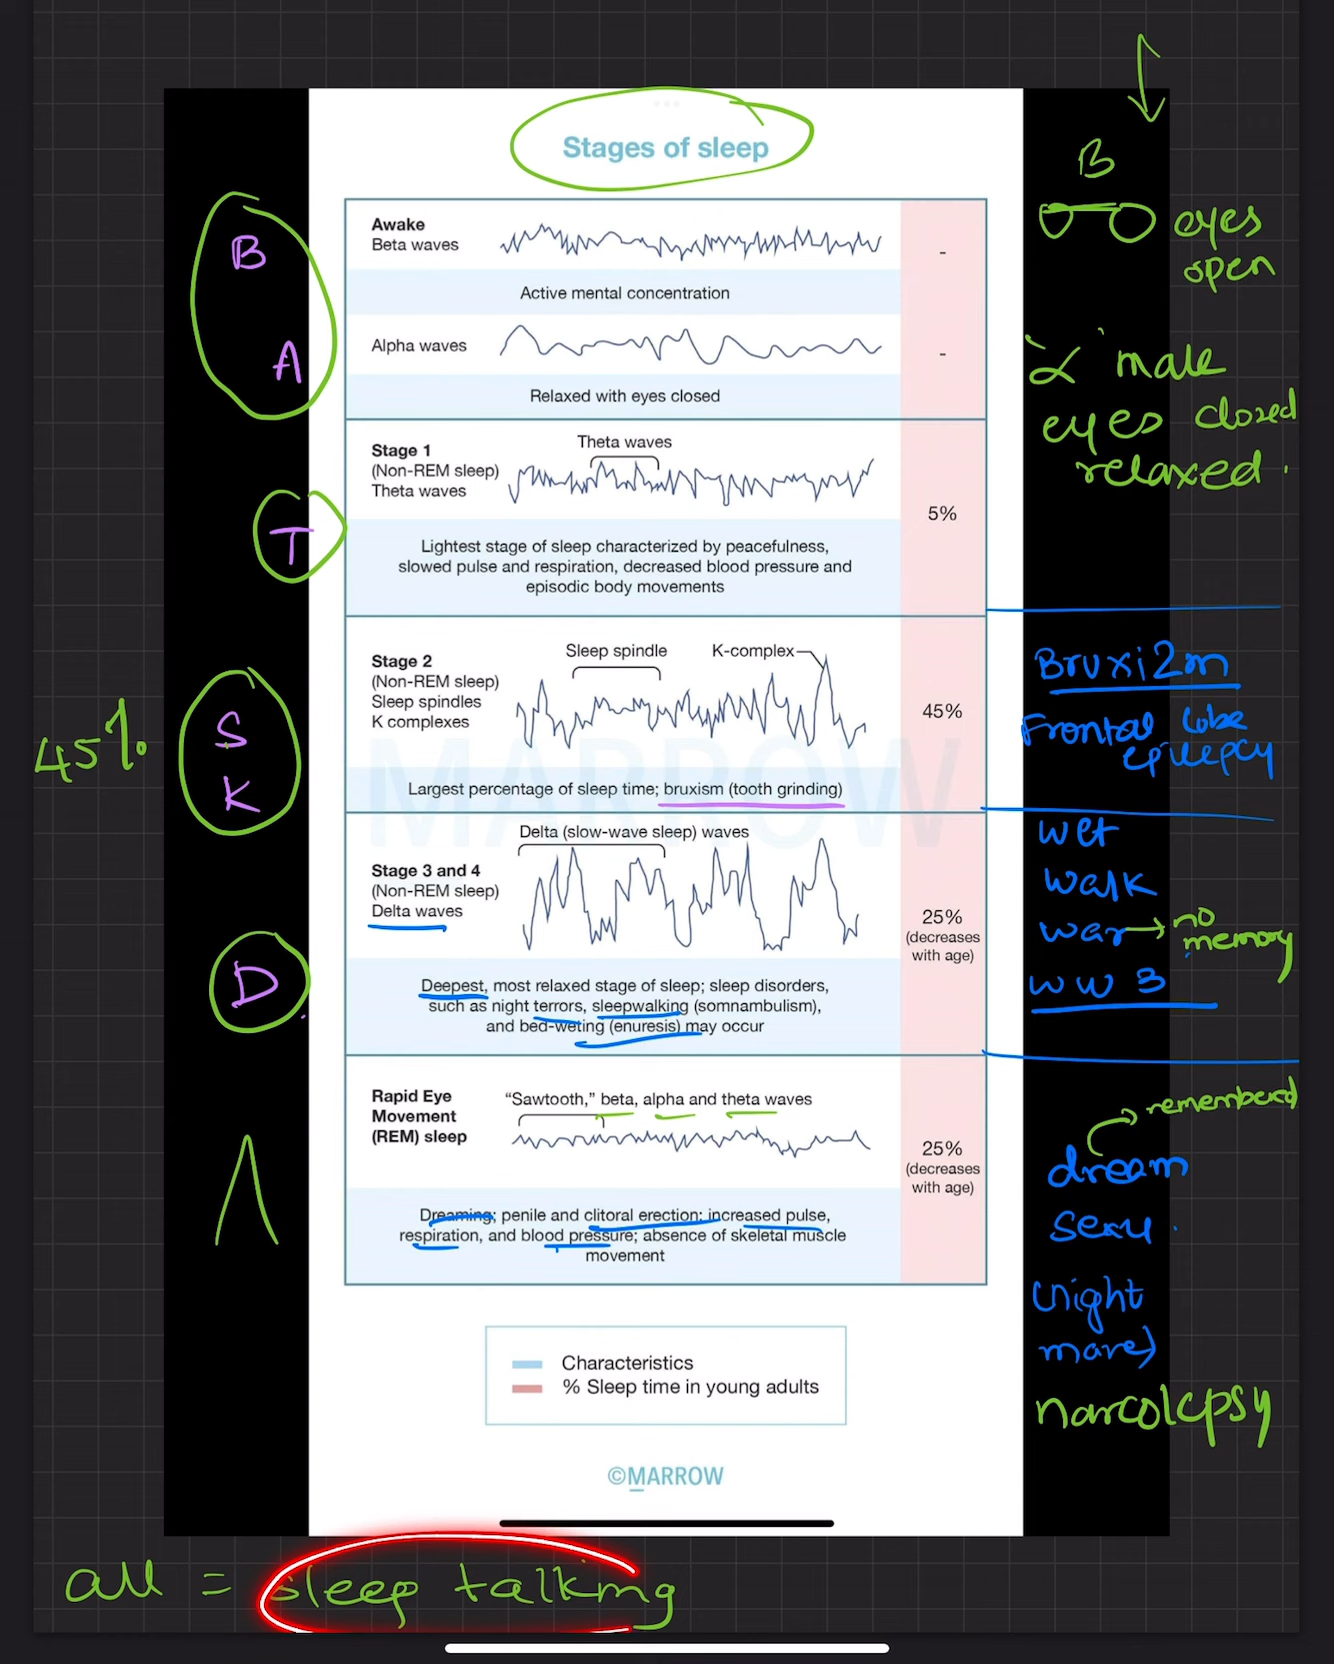 Stages of sleep
B
eyes
open
B
A
Awake
Beta waves
-
Active mental concentration
Alpha waves
-
Relaxed with eyes closed
"α" male
eyes closed
relaxed.
T
Stage 1
(Non-REM sleep)
Theta waves
Theta waves
5%
Lightest stage of sleep characterized by peacefulness,
slowed pulse and respiration, decreased blood pressure and
episodic body movements
45%
S
K
Stage 2
(Non-REM sleep)
Sleep spindles
K complexes
Sleep spindle
K-complex
45%
Largest percentage of sleep time; bruxism (tooth grinding)
MARROW
Bruxi2m
Frontal lobe
epilepcy
D
Delta (slow-wave sleep) waves
Stage 3 and 4
(Non-REM sleep)
Delta waves
25%
(decreases
with age)
Deepest, most relaxed stage of sleep; sleep disorders,
such as night terrors, sleepwalking (somnambulism),
and bed-weting (enuresis) may occur
wet
walk
war → no
memory
WW 3
Rapid Eye
Movement
(REM) sleep
“Sawtooth,” beta, alpha and theta waves
25%
(decreases
with age)
Dreaming; penile and clitoral erection; increased pulse,
respiration, and blood pressure; absence of skeletal muscle
movement
dream
sexy
(night
mare)
narcolepsy
Characteristics
% Sleep time in young adults
©MARROW
all = sleep talking